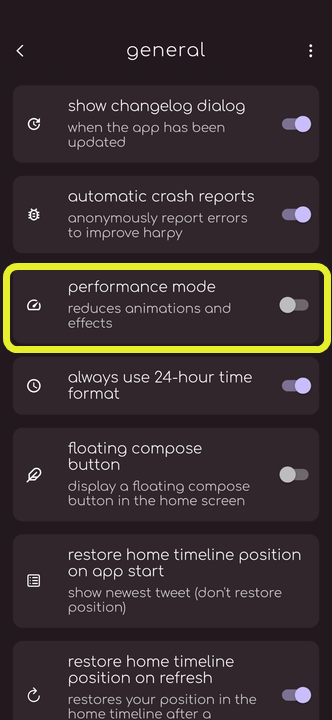 general
show changelog dialog
when the app has been
updated
automatic crash reports
anonymously report errors
to improve harpy
performance mode
reduces animations and
effects
always use 24-hour time
format
floating compose
button
display a floating compose
button in the home screen
restore home timeline position
on app start
show newest tweet (don't restore
position)
restore home timeline
position on refresh
restores your position in the
home timeline after a